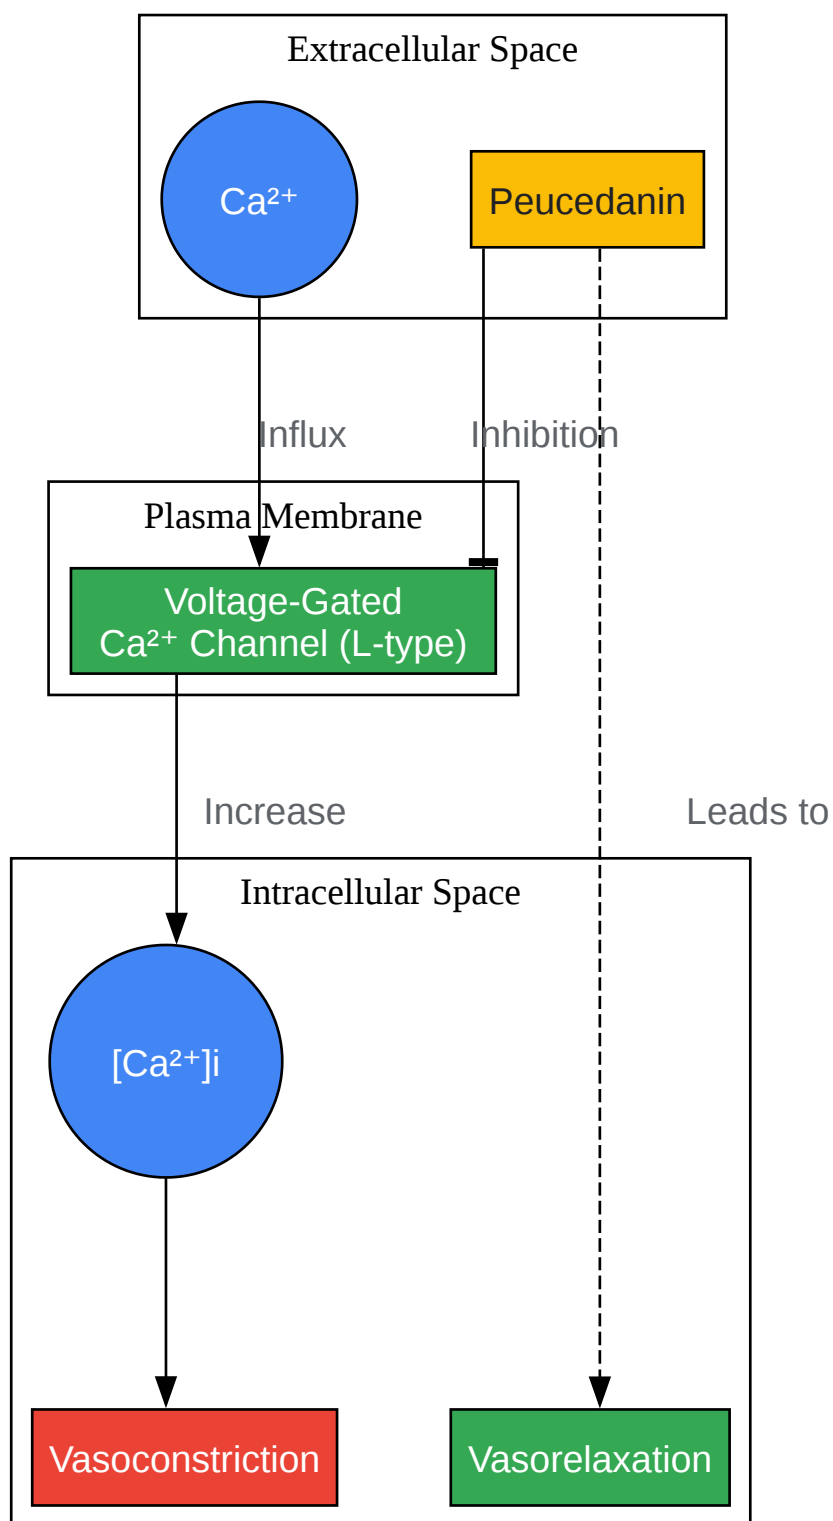 Extracellular Space
Ca²⁺
Peucedanin
Influx
Inhibition
Plasma Membrane
Voltage-Gated
Ca²⁺ Channel (L-type)
Increase
Leads to
Intracellular Space
[Ca²⁺]i
Vasoconstriction
Vasorelaxation